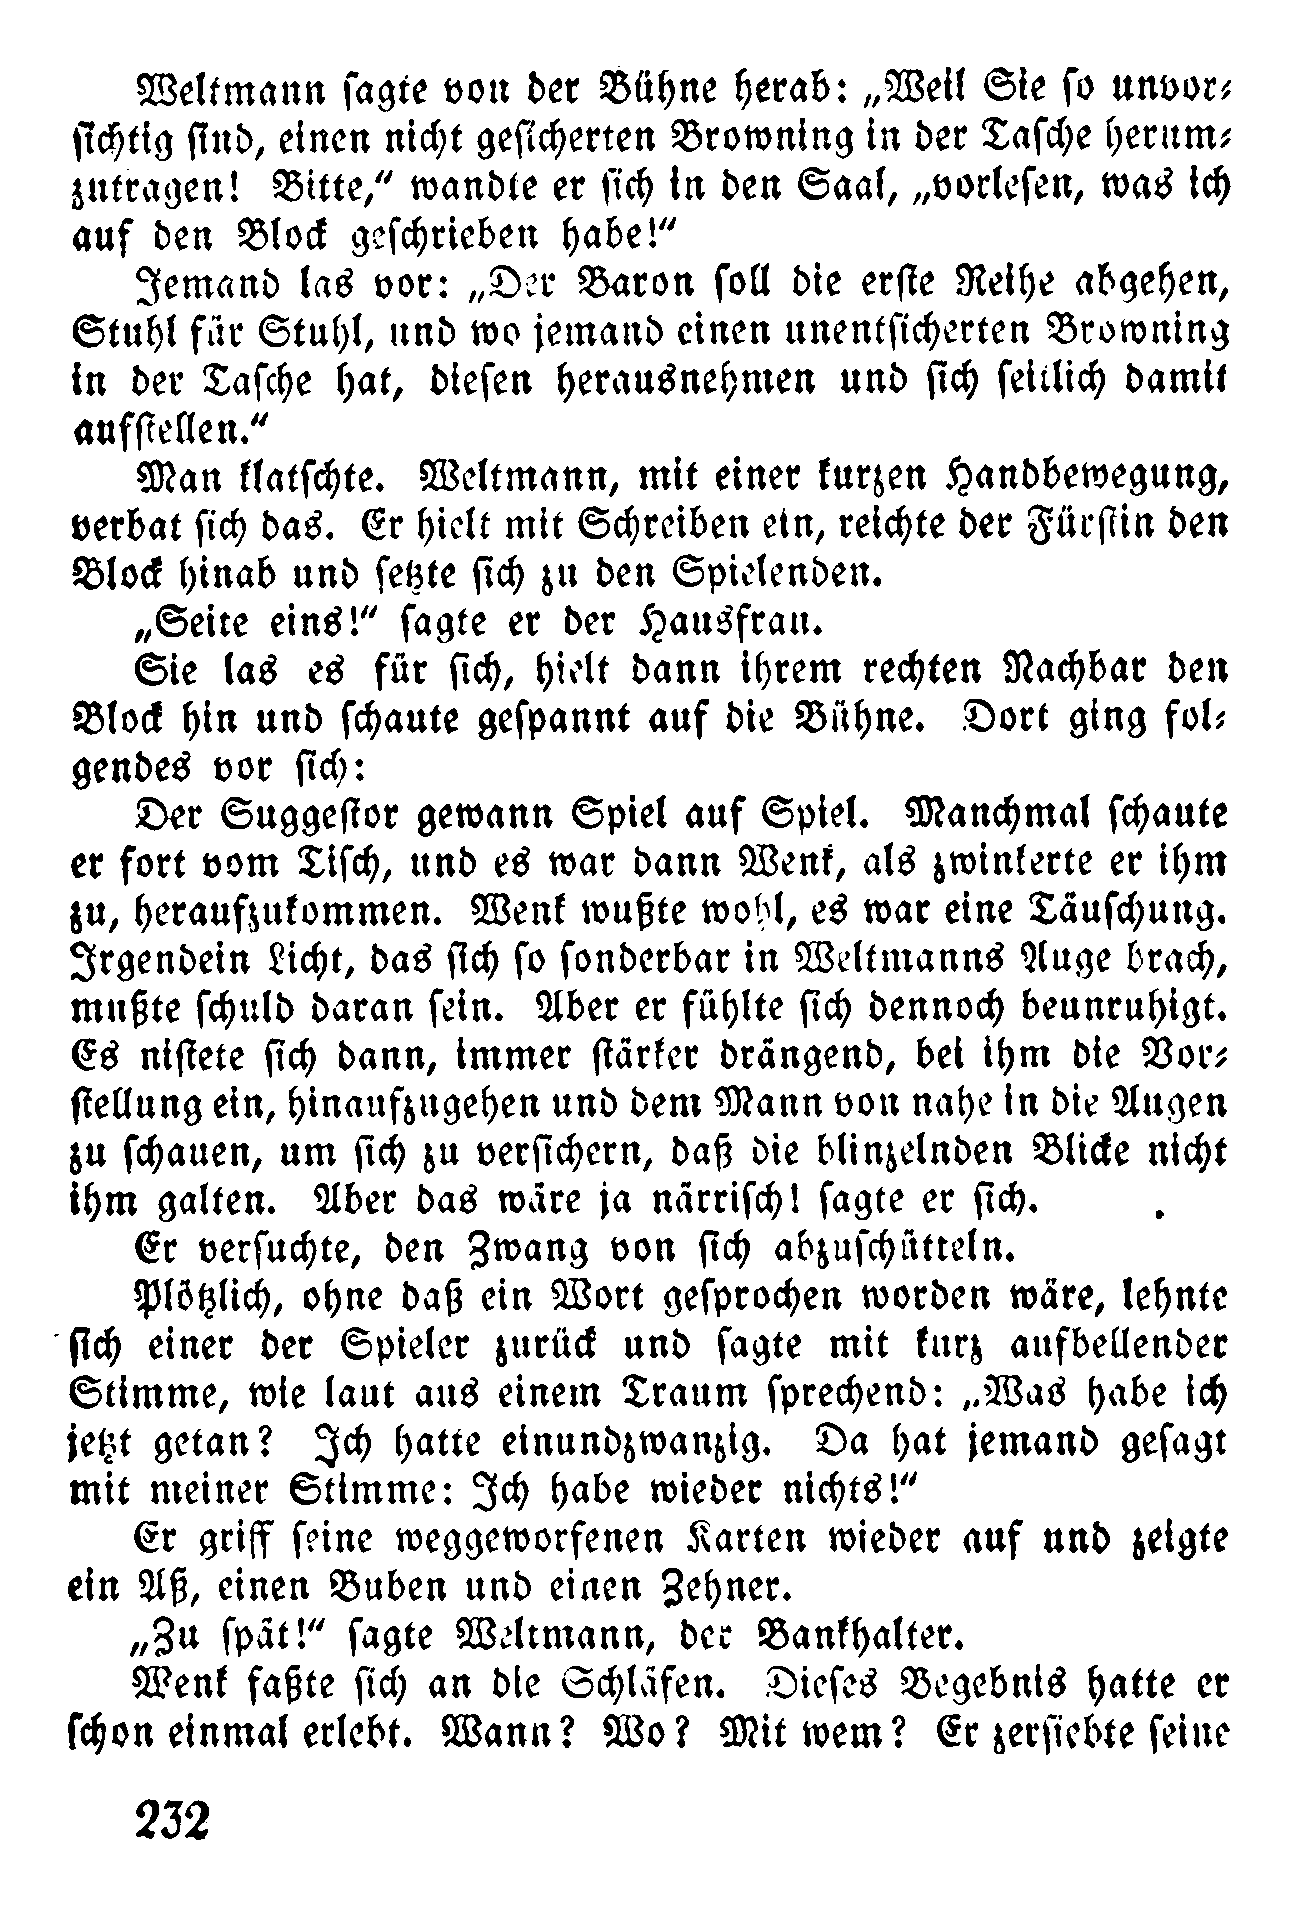 Weltmann sagte von der Bühne herab: „Weil Sie so unvor-
sichtig sind, einen nicht gesicherten Browning in der Tasche herum-
zutragen! Bitte,“ wandte er sich in den Saal, „vorlesen, was ich
auf den Block geschrieben habe!“
Jemand las vor: „Der Baron soll die erste Reihe abgehen,
Stuhl für Stuhl, und wo jemand einen unentsicherten Browning
in der Tasche hat, diesen herausnehmen und sich seitlich damit
aufstellen.“
Man klatschte. Weltmann, mit einer kurzen Handbewegung,
verbat sich das. Er hielt mit Schreiben ein, reichte der Fürstin den
Block hinab und setzte sich zu den Spielenden.
„Seite eins!“ sagte er der Hausfrau.
Sie las es für sich, hielt dann ihrem rechten Nachbar den
Block hin und schaute gespannt auf die Bühne. Dort ging fol-
gendes vor sich:
Der Suggestor gewann Spiel auf Spiel. Manchmal schaute
er fort vom Tisch, und es war dann Wenk, als zwinkerte er ihm
zu, heraufzukommen. Wenk wußte wohl, es war eine Täuschung.
Irgendein Licht, das sich so sonderbar in Weltmanns Auge brach,
mußte schuld daran sein. Aber er fühlte sich dennoch beunruhigt.
Es nistete sich dann, immer stärker drängend, bei ihm die Vor-
stellung ein, hinaufzugehen und dem Mann von nahe in die Augen
zu schauen, um sich zu versichern, daß die blinzelnden Blicke nicht
ihm galten. Aber das wäre ja närrisch! sagte er sich.
Er versuchte, den Zwang von sich abzuschütteln.
Plötzlich, ohne daß ein Wort gesprochen worden wäre, lehnte
sich einer der Spieler zurück und sagte mit kurz aufbellender
Stimme, wie laut aus einem Traum sprechend: „Was habe ich
jetzt getan? Ich hatte einundzwanzig. Da hat jemand gesagt
mit meiner Stimme: Ich habe wieder nichts!“
Er griff seine weggeworfenen Karten wieder auf und zeigte
ein Aß, einen Buben und einen Zehner.
„Zu spät!“ sagte Weltmann, der Bankhalter.
Wenk faßte sich an die Schläfen. Dieses Begebnis hatte er
schon einmal erlebt. Wann? Wo? Mit wem? Er zersiebte seine
232